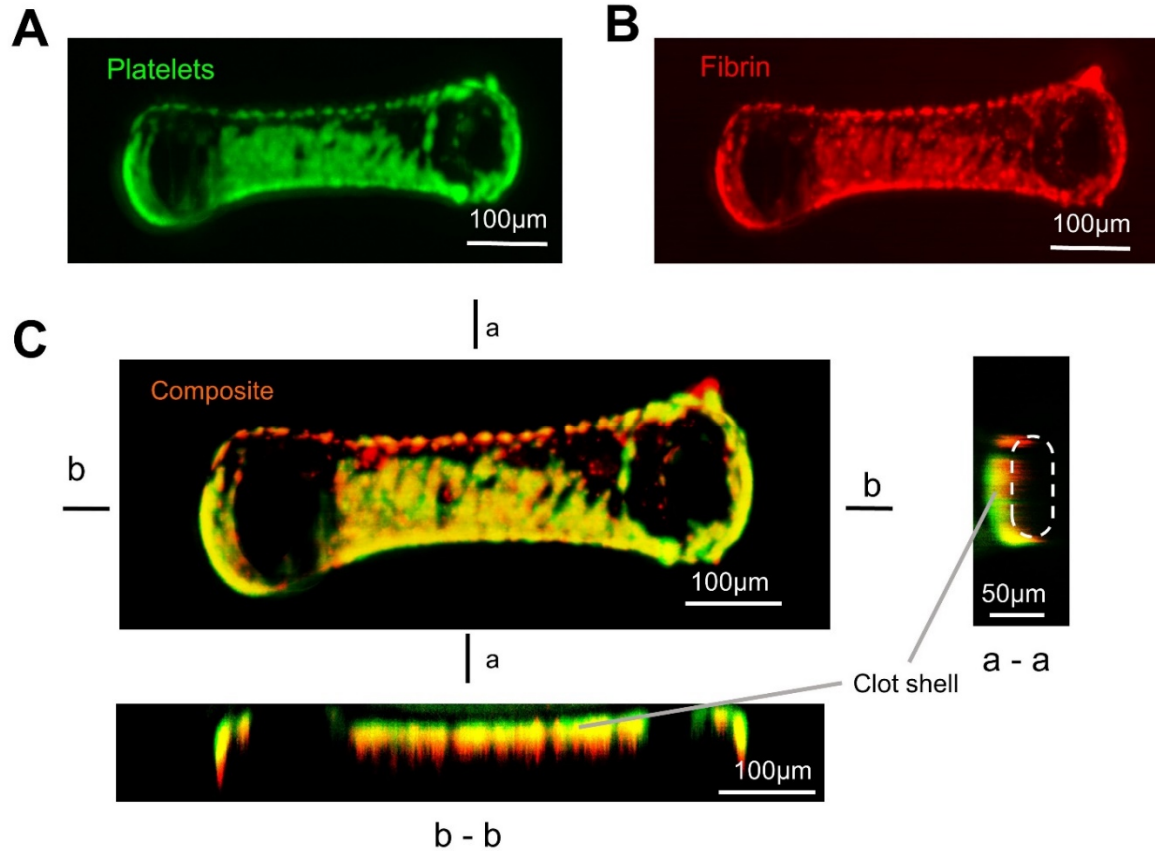 A
Platelets
100μm
B
Fibrin
100μm
C
a
Composite
b
b
100μm
a
50μm
a - a
Clot shell
100μm
b - b